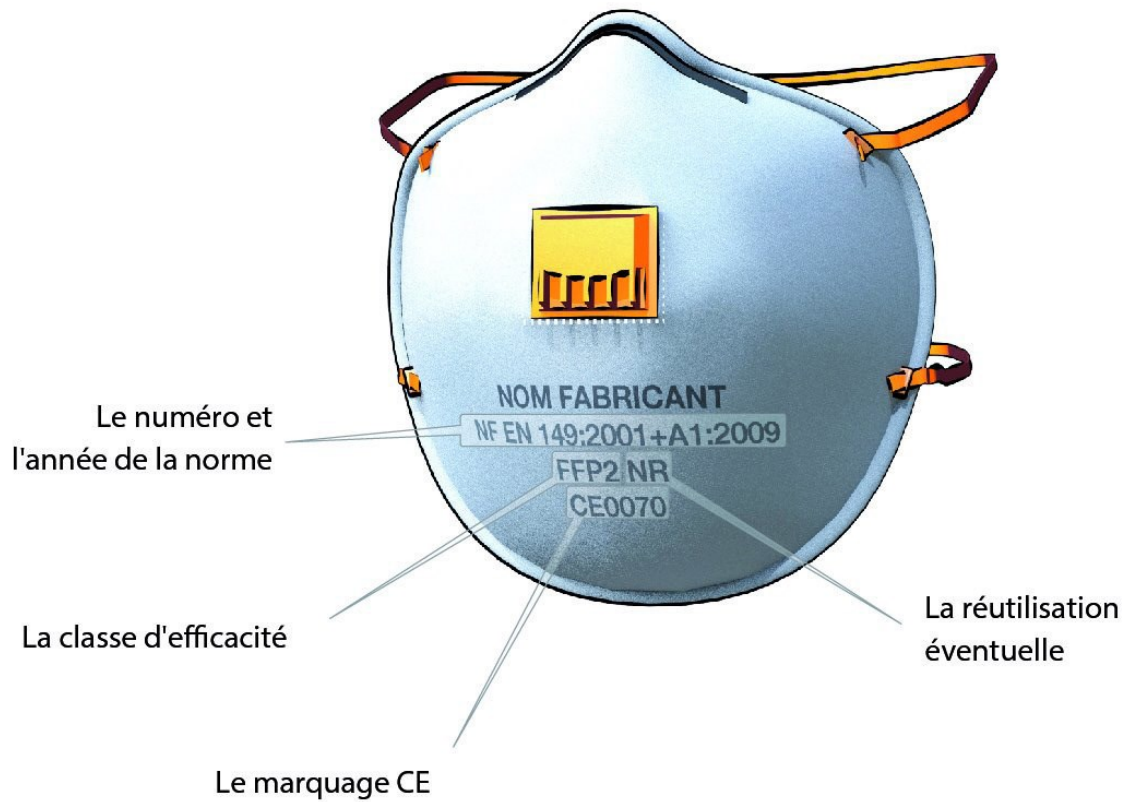 NOM FABRICANT
NF EN 149:2001+A1:2009
FFP2 NR
CE0070
Le numéro et
l'année de la norme
La classe d'efficacité
La réutilisation
éventuelle
Le marquage CE